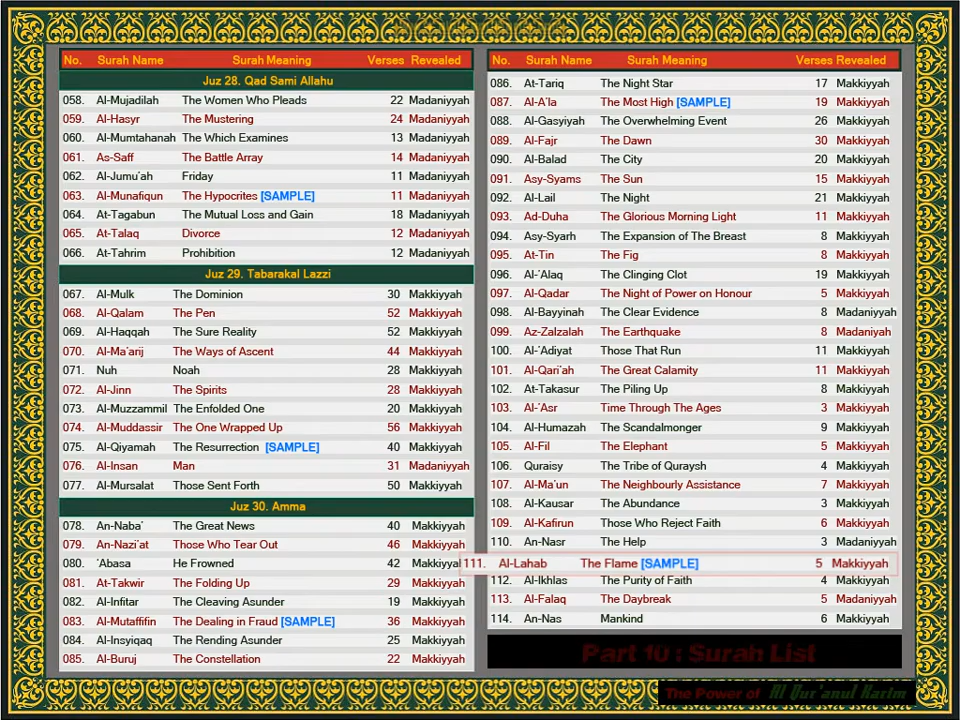 No. Surah Name Surah Meaning Verses Revealed
Juz 28. Qad Sami Allahu
058. Al-Mujadilah The Women Who Pleads 22 Madaniyyah
059. Al-Hasyr The Mustering 24 Madaniyyah
060. Al-Mumtahanah The Which Examines 13 Madaniyyah
061. As-Saff The Battle Array 14 Madaniyyah
062. Al-Jumu'ah Friday 11 Madaniyyah
063. Al-Munafiqun The Hypocrites [SAMPLE] 11 Madaniyyah
064. At-Tagabun The Mutual Loss and Gain 18 Madaniyyah
065. At-Talaq Divorce 12 Madaniyyah
066. At-Tahrim Prohibition 12 Madaniyyah
Juz 29. Tabarakal Lazzi
067. Al-Mulk The Dominion 30 Makkiyyah
068. Al-Qalam The Pen 52 Makkiyyah
069. Al-Haqqah The Sure Reality 52 Makkiyyah
070. Al-Ma'arij The Ways of Ascent 44 Makkiyyah
071. Nuh Noah 28 Makkiyyah
072. Al-Jinn The Spirits 28 Makkiyyah
073. Al-Muzzammil The Enfolded One 20 Makkiyyah
074. Al-Muddassir The One Wrapped Up 56 Makkiyyah
075. Al-Qiyamah The Resurrection [SAMPLE] 40 Makkiyyah
076. Al-Insan Man 31 Madaniyyah
077. Al-Mursalat Those Sent Forth 50 Makkiyyah
Juz 30. Amma
078. An-Naba' The Great News 40 Makkiyyah
079. An-Nazi'at Those Who Tear Out 46 Makkiyyah
080. 'Abasa He Frowned 42 Makkiyyal
081. At-Takwir The Folding Up 29 Makkiyyah
082. Al-Infitar The Cleaving Asunder 19 Makkiyyah
083. Al-Mutaffifin The Dealing in Fraud [SAMPLE] 36 Makkiyyah
084. Al-Insyiqaq The Rending Asunder 25 Makkiyyah
085. Al-Buruj The Constellation 22 Makkiyyah
No. Surah Name Surah Meaning Verses Revealed
086. At-Tariq The Night Star 17 Makkiyyah
087. Al-A'la The Most High [SAMPLE] 19 Makkiyyah
088. Al-Gasyiyah The Overwhelming Event 26 Makkiyyah
089. Al-Fajr The Dawn 30 Makkiyyah
090. Al-Balad The City 20 Makkiyyah
091. Asy-Syams The Sun 15 Makkiyyah
092. Al-Lail The Night 21 Makkiyyah
093. Ad-Duha The Glorious Morning Light 11 Makkiyyah
094. Asy-Syarh The Expansion of The Breast 8 Makkiyyah
095. At-Tin The Fig 8 Makkiyyah
096. Al-'Alaq The Clinging Clot 19 Makkiyyah
097. Al-Qadar The Night of Power on Honour 5 Makkiyyah
098. Al-Bayyinah The Clear Evidence 8 Madaniyyah
099. Az-Zalzalah The Earthquake 8 Madaniyah
100. Al-'Adiyat Those That Run 11 Makkiyyah
101. Al-Qari'ah The Great Calamity 11 Makkiyyah
102. At-Takasur The Piling Up 8 Makkiyyah
103. Al-'Asr Time Through The Ages 3 Makkiyyah
104. Al-Humazah The Scandalmonger 9 Makkiyyah
105. Al-Fil The Elephant 5 Makkiyyah
106. Quraisy The Tribe of Quraysh 4 Makkiyyah
107. Al-Ma'un The Neighbourly Assistance 7 Makkiyyah
108. Al-Kausar The Abundance 3 Makkiyyah
109. Al-Kafirun Those Who Reject Faith 6 Makkiyyah
110. An-Nasr The Help 3 Madaniyyah
111. Al-Lahab The Flame [SAMPLE] 5 Makkiyyah
112. Al-Ikhlas The Purity of Faith 4 Makkiyyah
113. Al-Falaq The Daybreak 5 Madaniyyah
114. An-Nas Mankind 6 Makkiyyah
Part 10 : Surah List
The Power of Al Qur'anul Karim